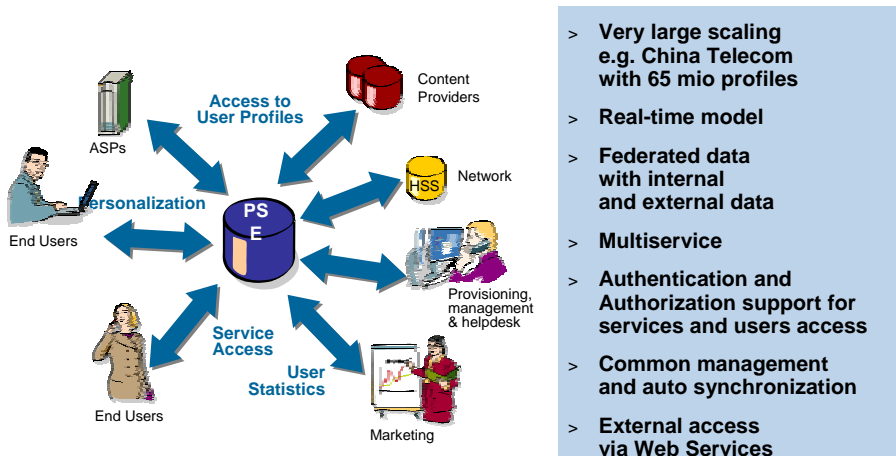 Content
Providers
Access to
User Profiles
ASPs
HSS
Network
ersonalization
PS
E
End Users
Provisioning,
management
& helpdesk
Service
Access
User
Statistics
End Users
Marketing
> Very large scaling
e.g. China Telecom
with 65 mio profiles
> Real-time model
> Federated data
with internal
and external data
> Multiservice
> Authentication and
Authorization support for
services and users access
> Common management
and auto synchronization
> External access
via Web Services